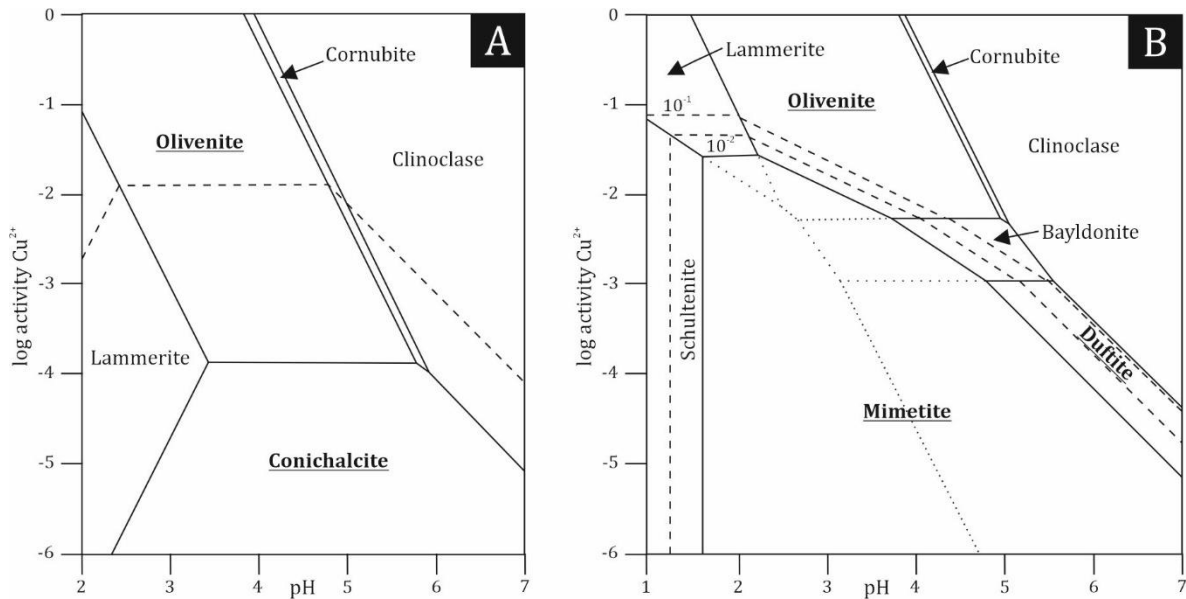 A
0
-1
-2
-3
-4
-5
-6
log activity Cu²⁺
Cornubite
Olivenite
Clinoclase
Lammerite
Conichalcite
2
3
4
5
6
7
pH
B
0
-1
-2
-3
-4
-5
-6
log activity Cu²⁺
Lammerite
Cornubite
Olivenite
10⁻¹
10⁻²
Clinoclase
Bayldonite
Schultenite
Duftite
Mimetite
1
2
3
4
5
6
7
pH